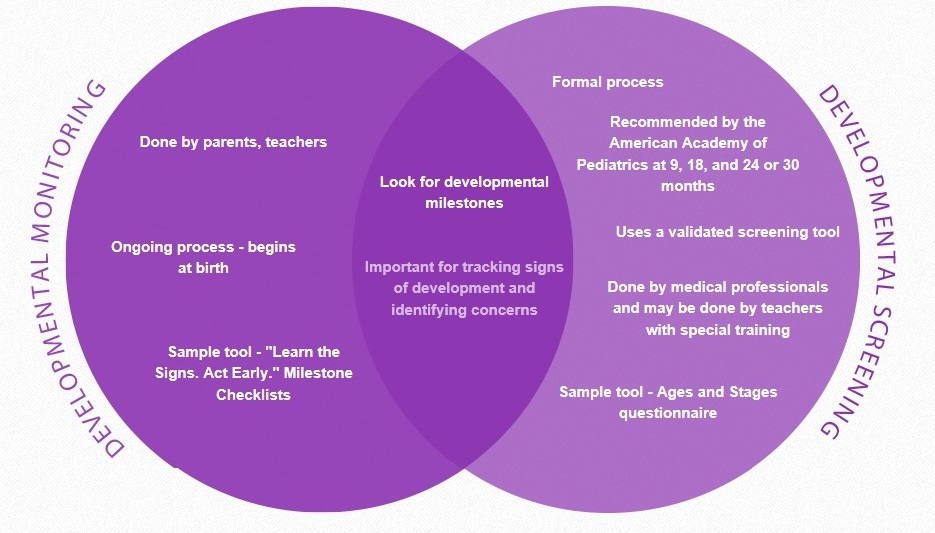 DEVELOPMENTAL MONITORING
Done by parents, teachers
Ongoing process - begins
at birth
Sample tool - "Learn the
Signs. Act Early." Milestone
Checklists
Look for developmental
milestones
Important for tracking signs
of development and
identifying concerns
Formal process
Recommended by the
American Academy of
Pediatrics at 9, 18, and 24 or 30
months
Uses a validated screening tool
Done by medical professionals
and may be done by teachers
with special training
Sample tool - Ages and Stages
questionnaire
DEVELOPMENTAL SCREENING